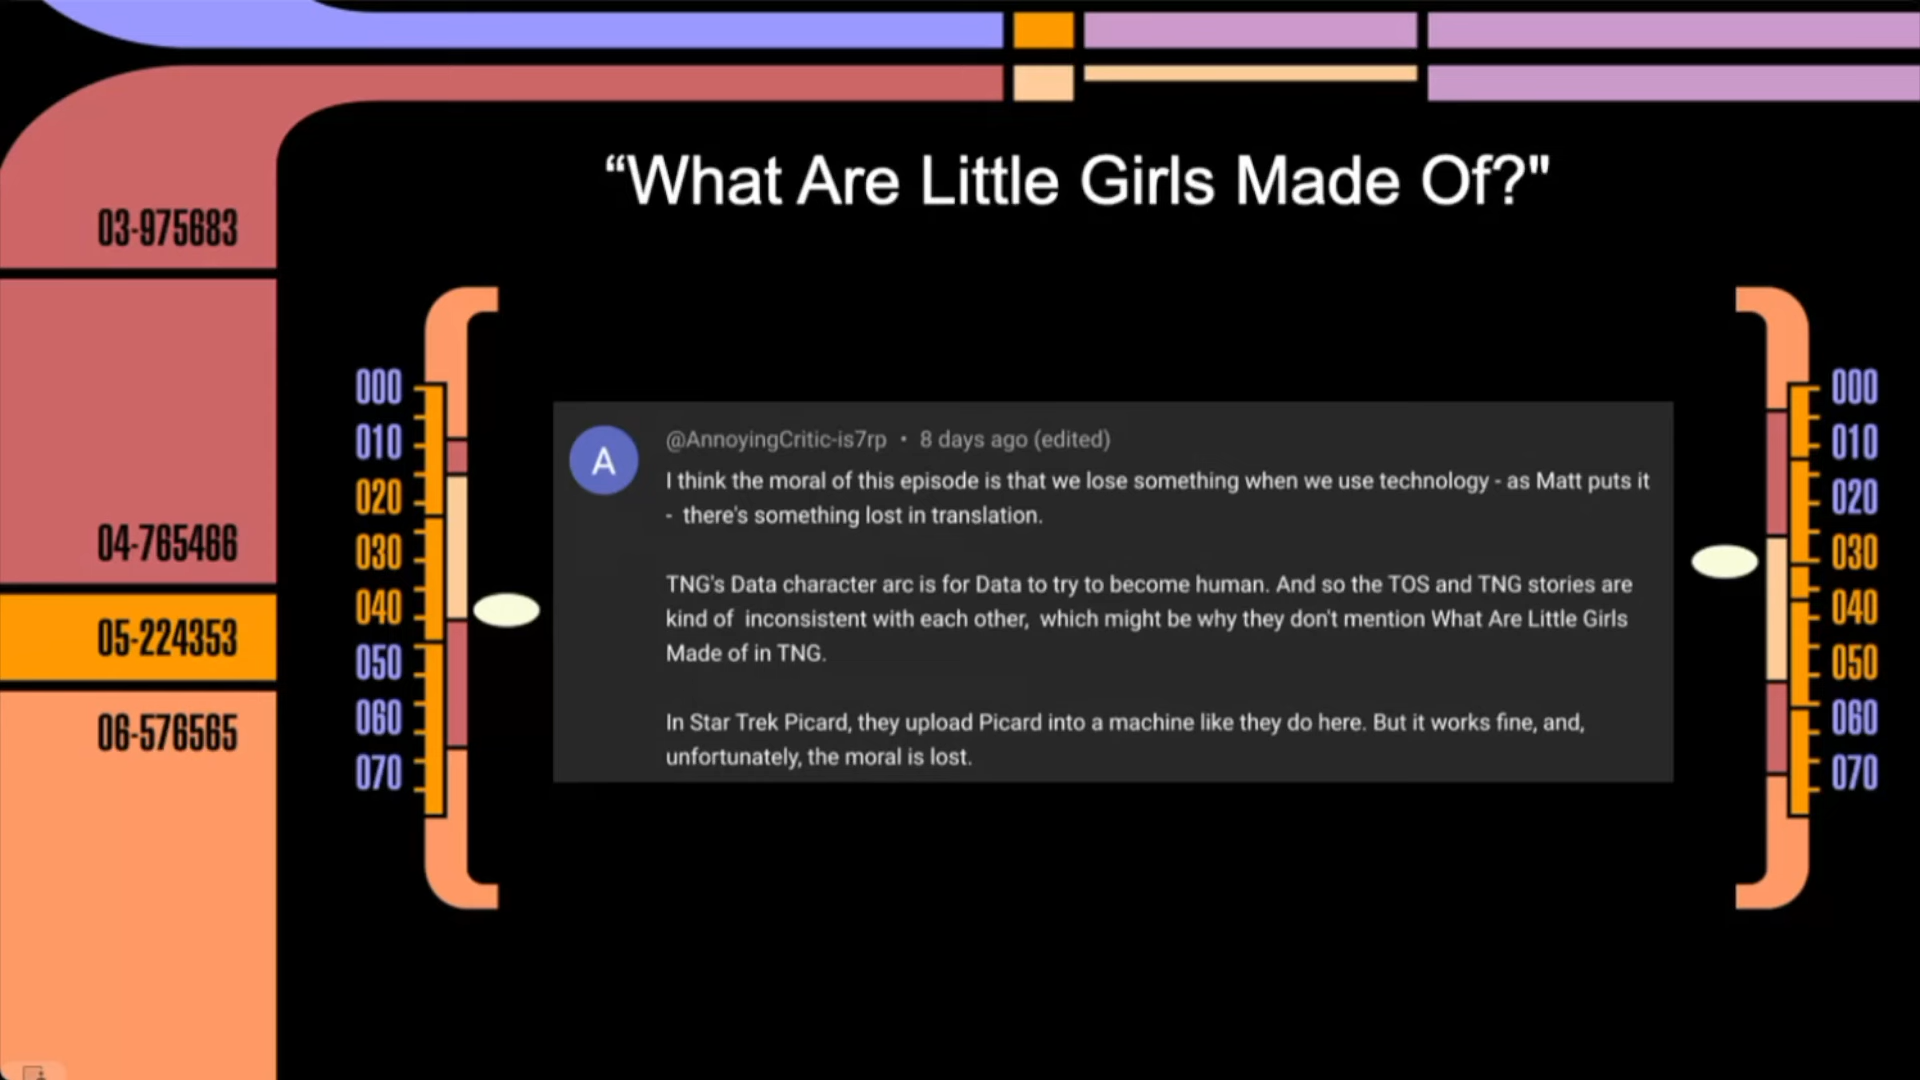 “What Are Little Girls Made Of?"
03-975683
04-765466
05-224353
06-576565
000
010
020
030
040
050
060
070
@AnnoyingCritic-is7rp • 8 days ago (edited)
A
I think the moral of this episode is that we lose something when we use technology - as Matt puts it
- there's something lost in translation.
TNG's Data character arc is for Data to try to become human. And so the TOS and TNG stories are
kind of inconsistent with each other, which might be why they don't mention What Are Little Girls
Made of in TNG.
In Star Trek Picard, they upload Picard into a machine like they do here. But it works fine, and,
unfortunately, the moral is lost.
000
010
020
030
040
050
060
070